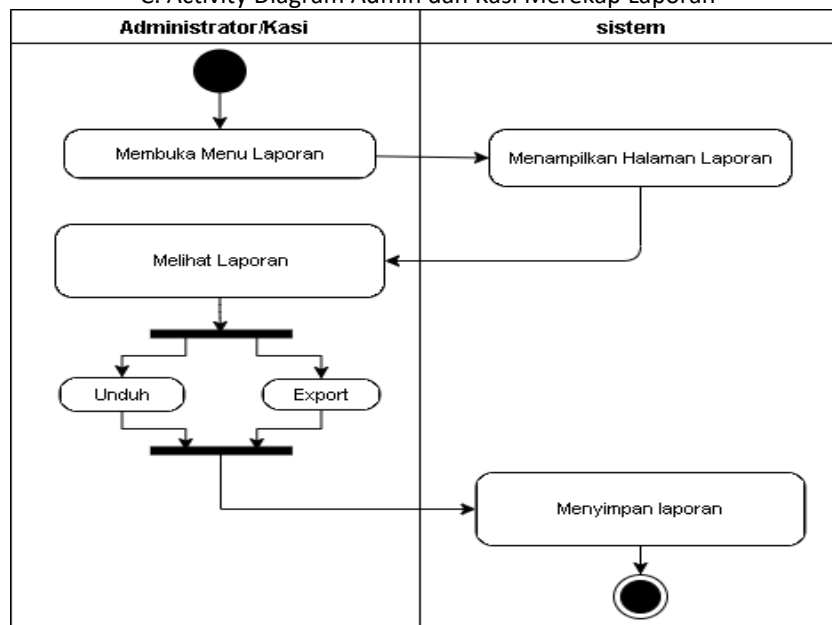 C. Activity Diagram Admin dan Kasi Merekap Laporan
Administrator/Kasi
sistem
Membuka Menu Laporan
Menampilkan Halaman Laporan
Melihat Laporan
Unduh
Export
Menyimpan laporan